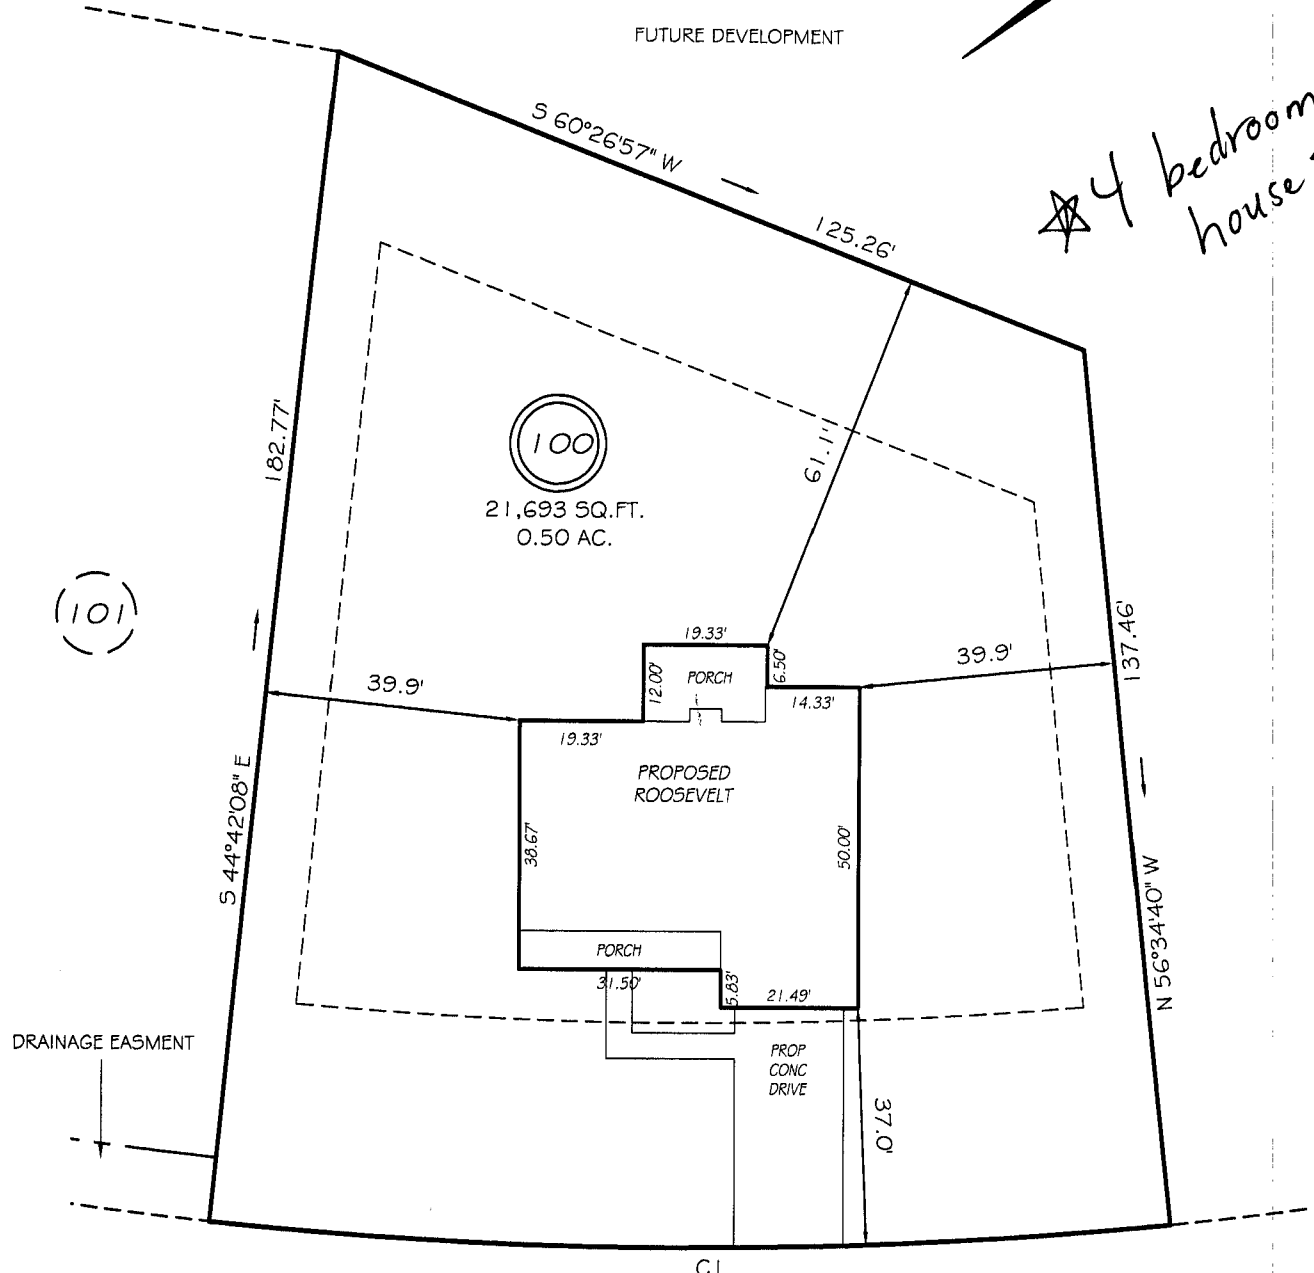 FUTURE DEVELOPMENT
S 60°26'57" W
125.26'
4 bedroom
house
182.77'
100
21,693 SQ.FT.
0.50 AC.
61.1'
101
19.33'
39.9'
12.00'
PORCH
6.50'
39.9'
137.46'
14.33'
19.33'
PROPOSED
ROOSEVELT
S 44°42'08" E
38.67'
50.00'
N 56°34'40" W
PORCH
31.50'
5.83'
21.49'
DRAINAGE EASMENT
PROP
CONC
DRIVE
37.0'
C1